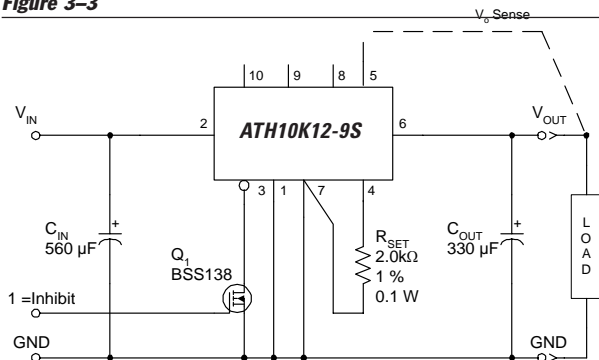 Figure 3–3
Vo Sense
10
9
8
5
VIN
2
ATH10K12-9S
6
VOUT
3
1
7
4
CIN
560 µF
+
Q1
BSS138
RSET
2.0kΩ
1 %
0.1 W
COUT
330 µF
+
LOAD
1 =Inhibit
GND
GND